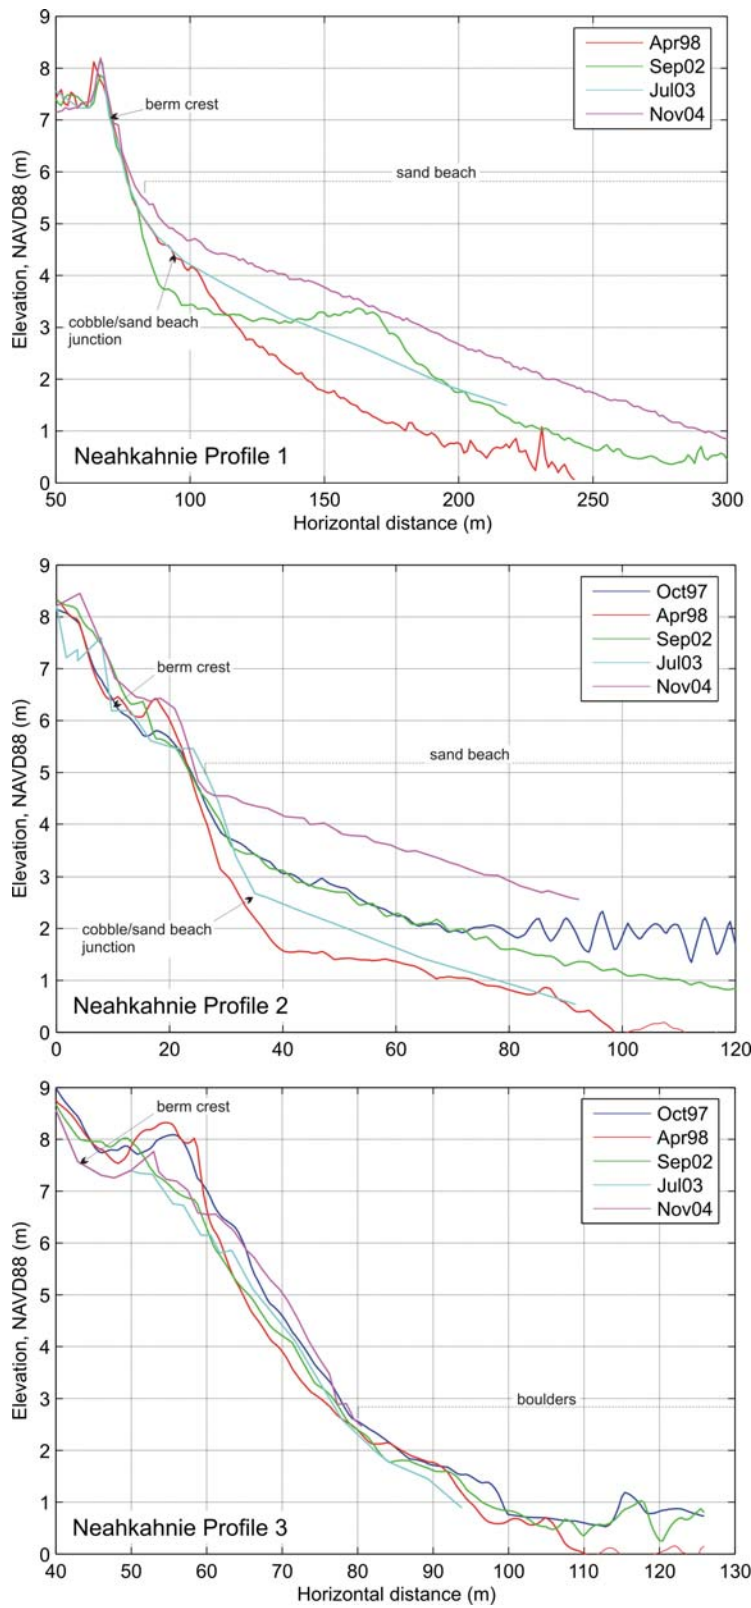 9
Apr98
Sep02
Jul03
Nov04
8
berm crest
7
6
sand beach
5
4
cobble/sand beach
junction
3
2
1
Neahkahnie Profile 1
0
50 100 150 200 250 300
Horizontal distance (m)
Elevation, NAVD88 (m)
9
Oct97
Apr98
Sep02
Jul03
Nov04
8
7
berm crest
6
sand beach
5
4
3
cobble/sand beach
junction
2
1
Neahkahnie Profile 2
0
0 20 40 60 80 100 120
Elevation, NAVD88 (m)
9
berm crest
Oct97
Apr98
Sep02
Jul03
Nov04
8
7
6
5
4
3
boulders
2
1
Neahkahnie Profile 3
0
40 50 60 70 80 90 100 110 120 130
Horizontal distance (m)
Elevation, NAVD88 (m)